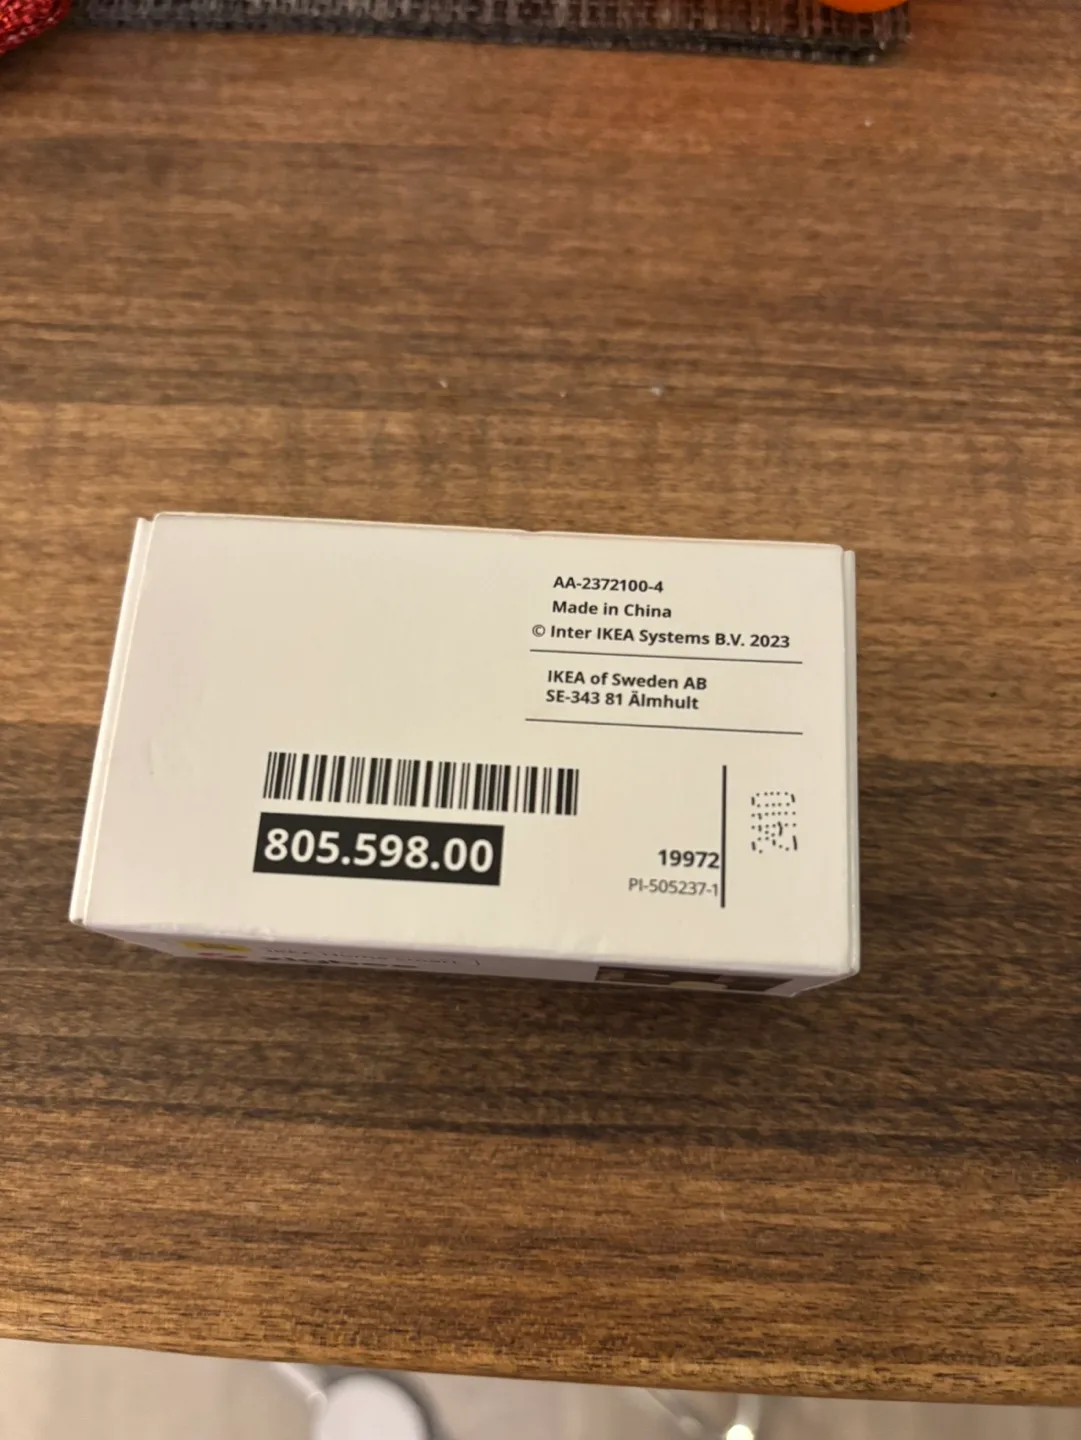 AA-2372100-4
Made in China
© Inter IKEA Systems B.V. 2023
IKEA of Sweden AB
SE-343 81 Älmhult
805.598.00
19972
PI-505237-1